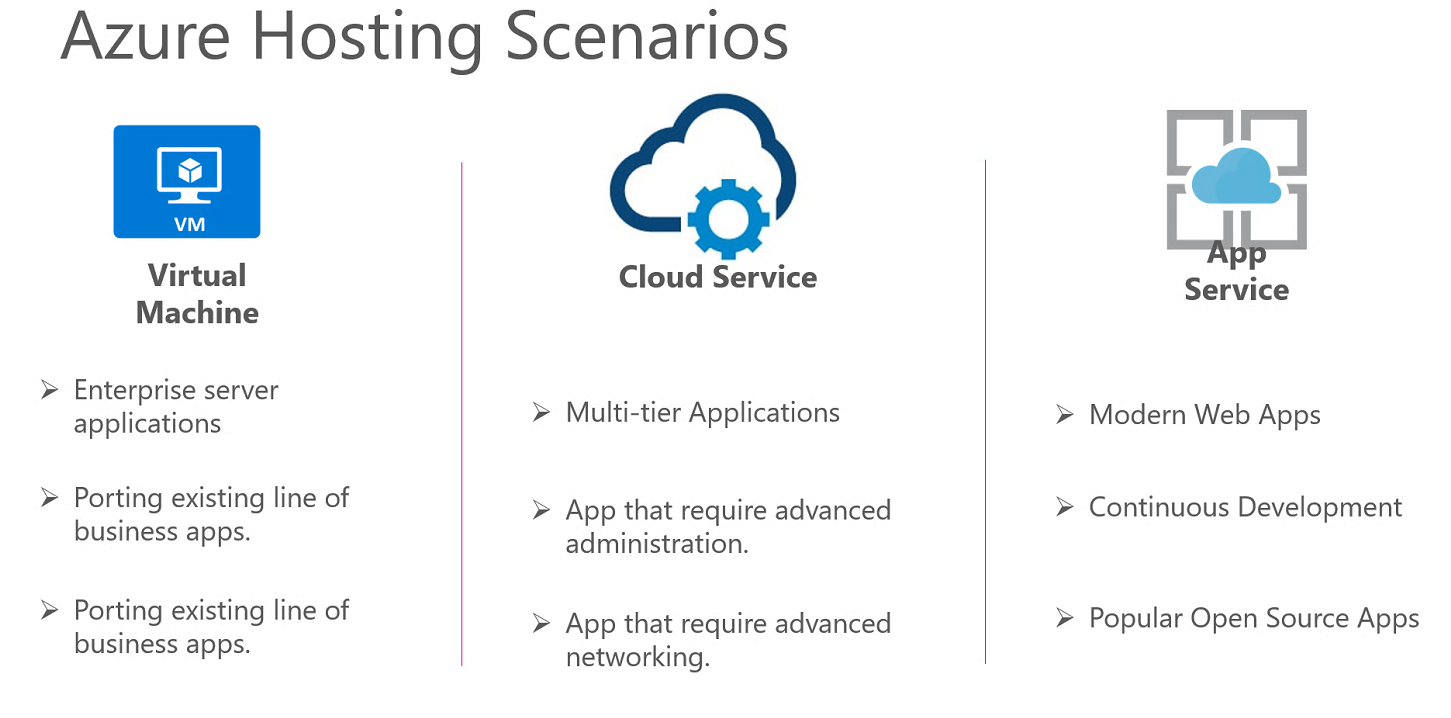 Azure Hosting Scenarios
VM
Virtual
Machine
Enterprise server
applications
Porting existing line of
business apps.
Porting existing line of
business apps.
Cloud Service
Multi-tier Applications
App that require advanced
administration.
App that require advanced
networking.
App
Service
Modern Web Apps
Continuous Development
Popular Open Source Apps